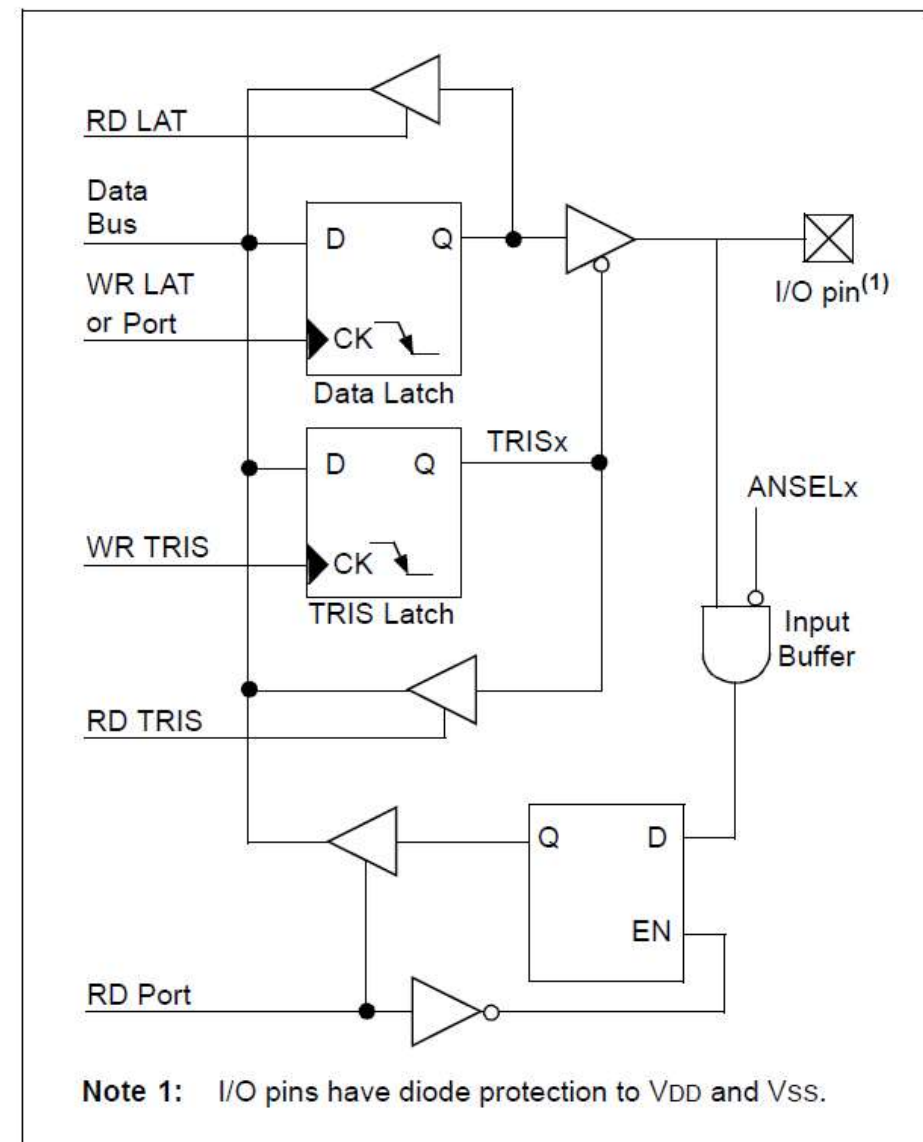 RD LAT
Data
Bus
D Q
WR LAT
or Port
CK
Data Latch
I/O pin(1)
D Q
TRISx
ANSELx
WR TRIS
CK
TRIS Latch
Input
Buffer
RD TRIS
Q D
EN
RD Port
Note 1: I/O pins have diode protection to VDD and VSS.